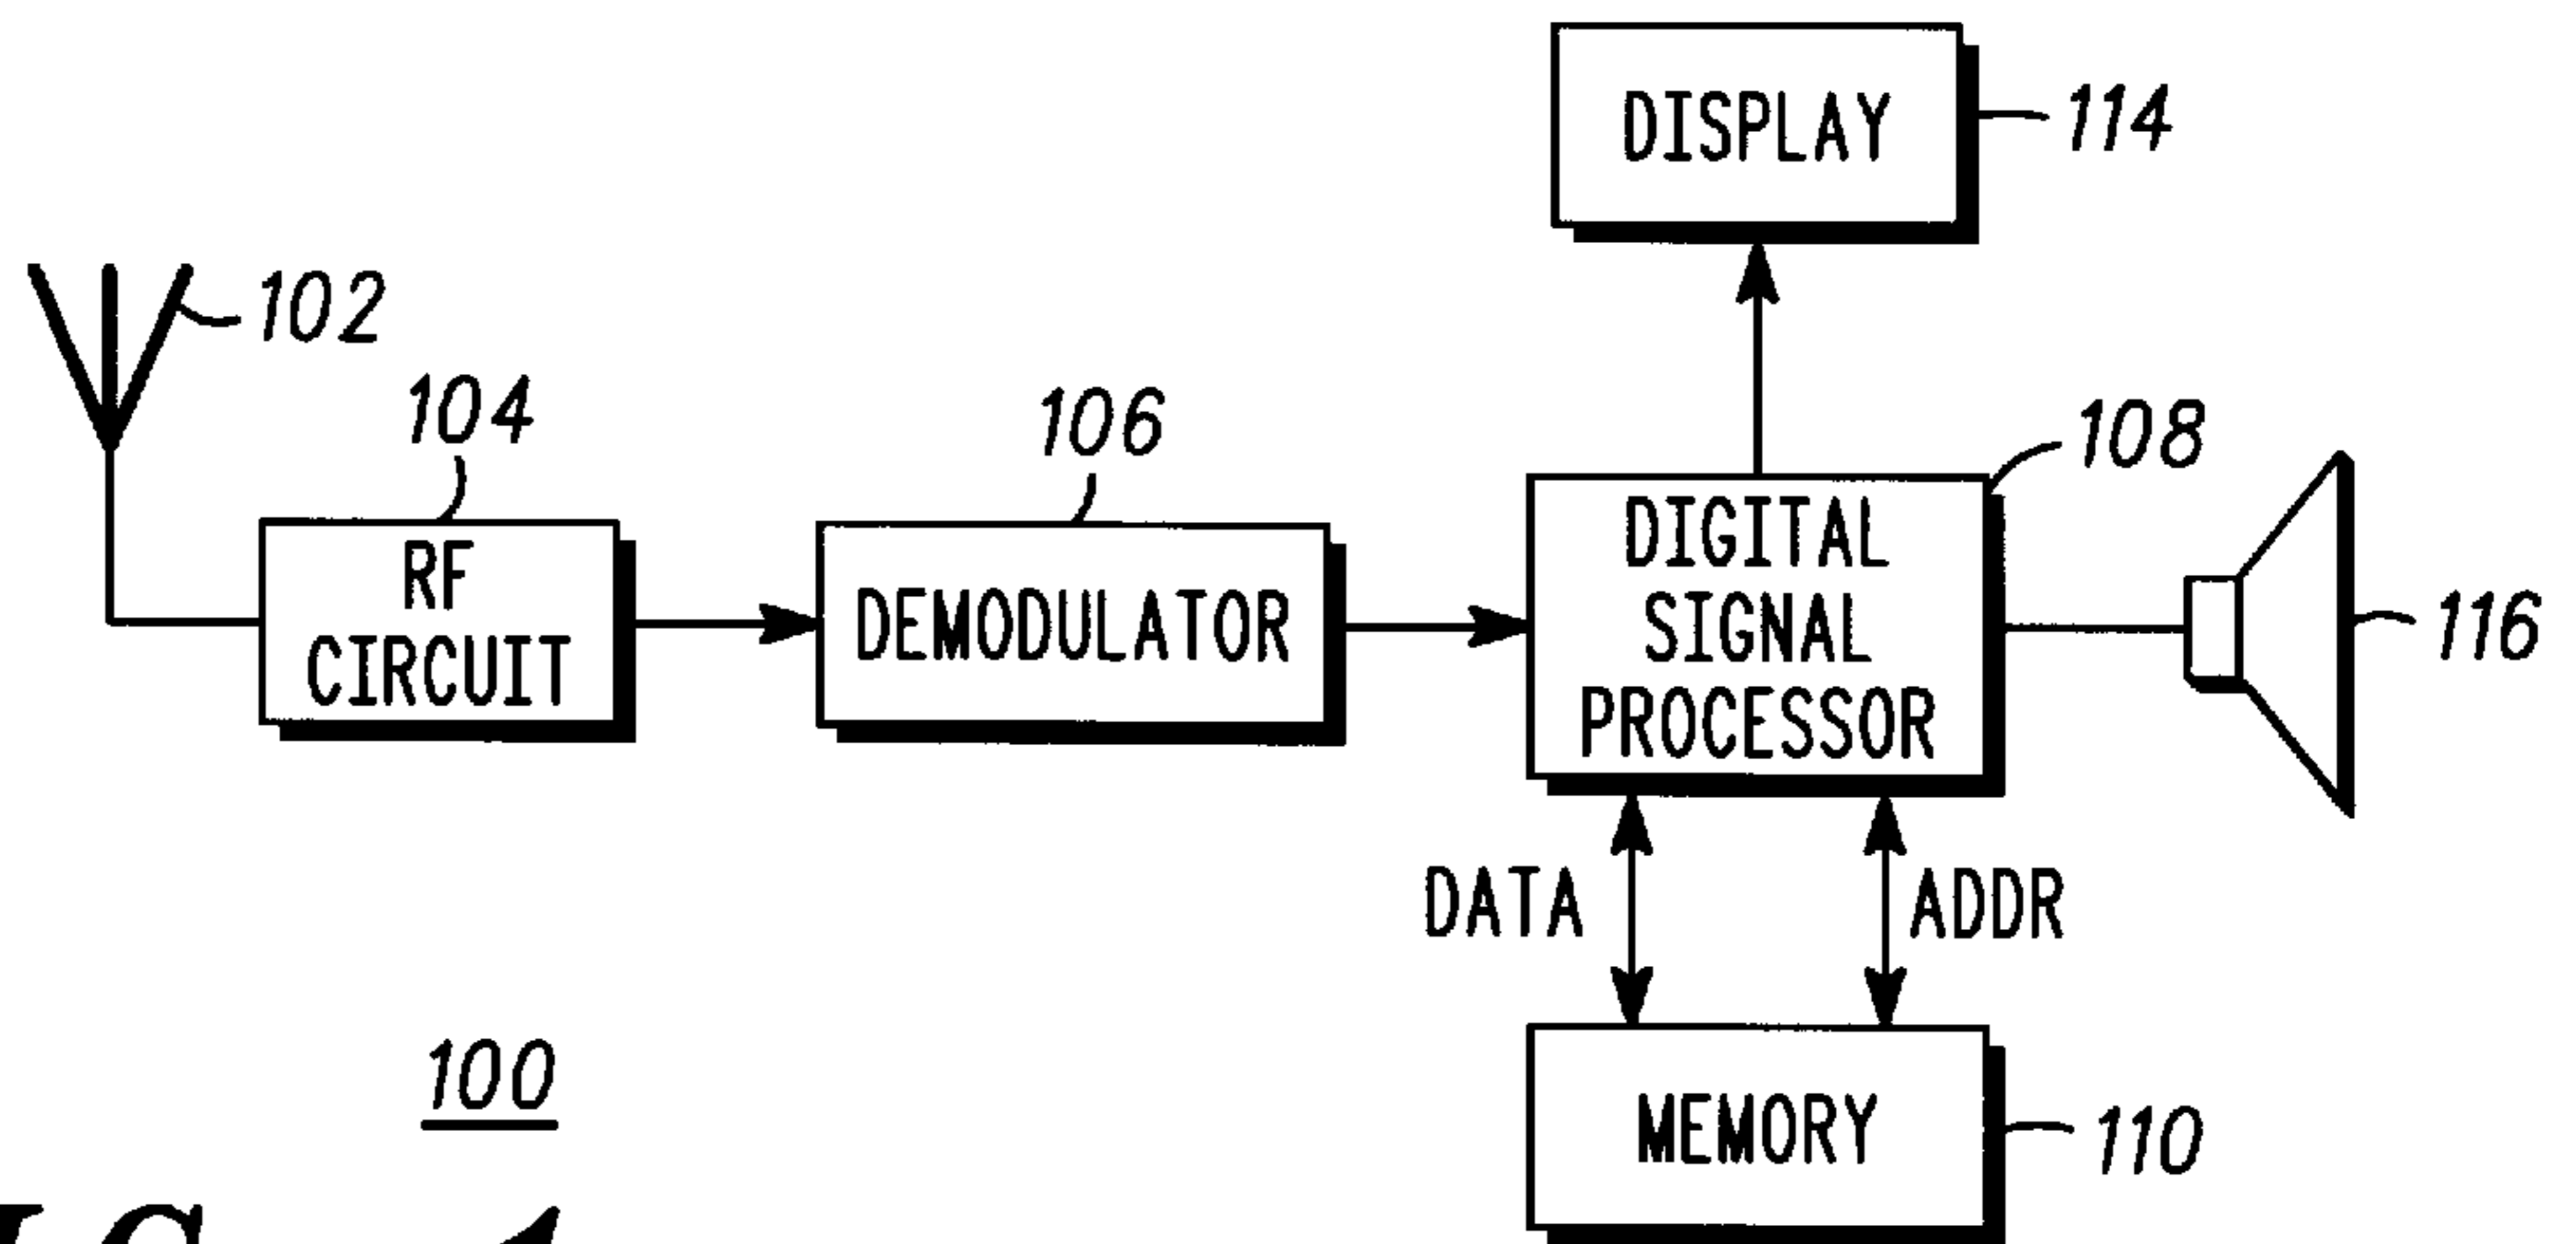 DISPLAY
114
102
104
106
108
RF
CIRCUIT
DEMODULATOR
DIGITAL
SIGNAL
PROCESSOR
116
DATA
ADDR
100
MEMORY
110